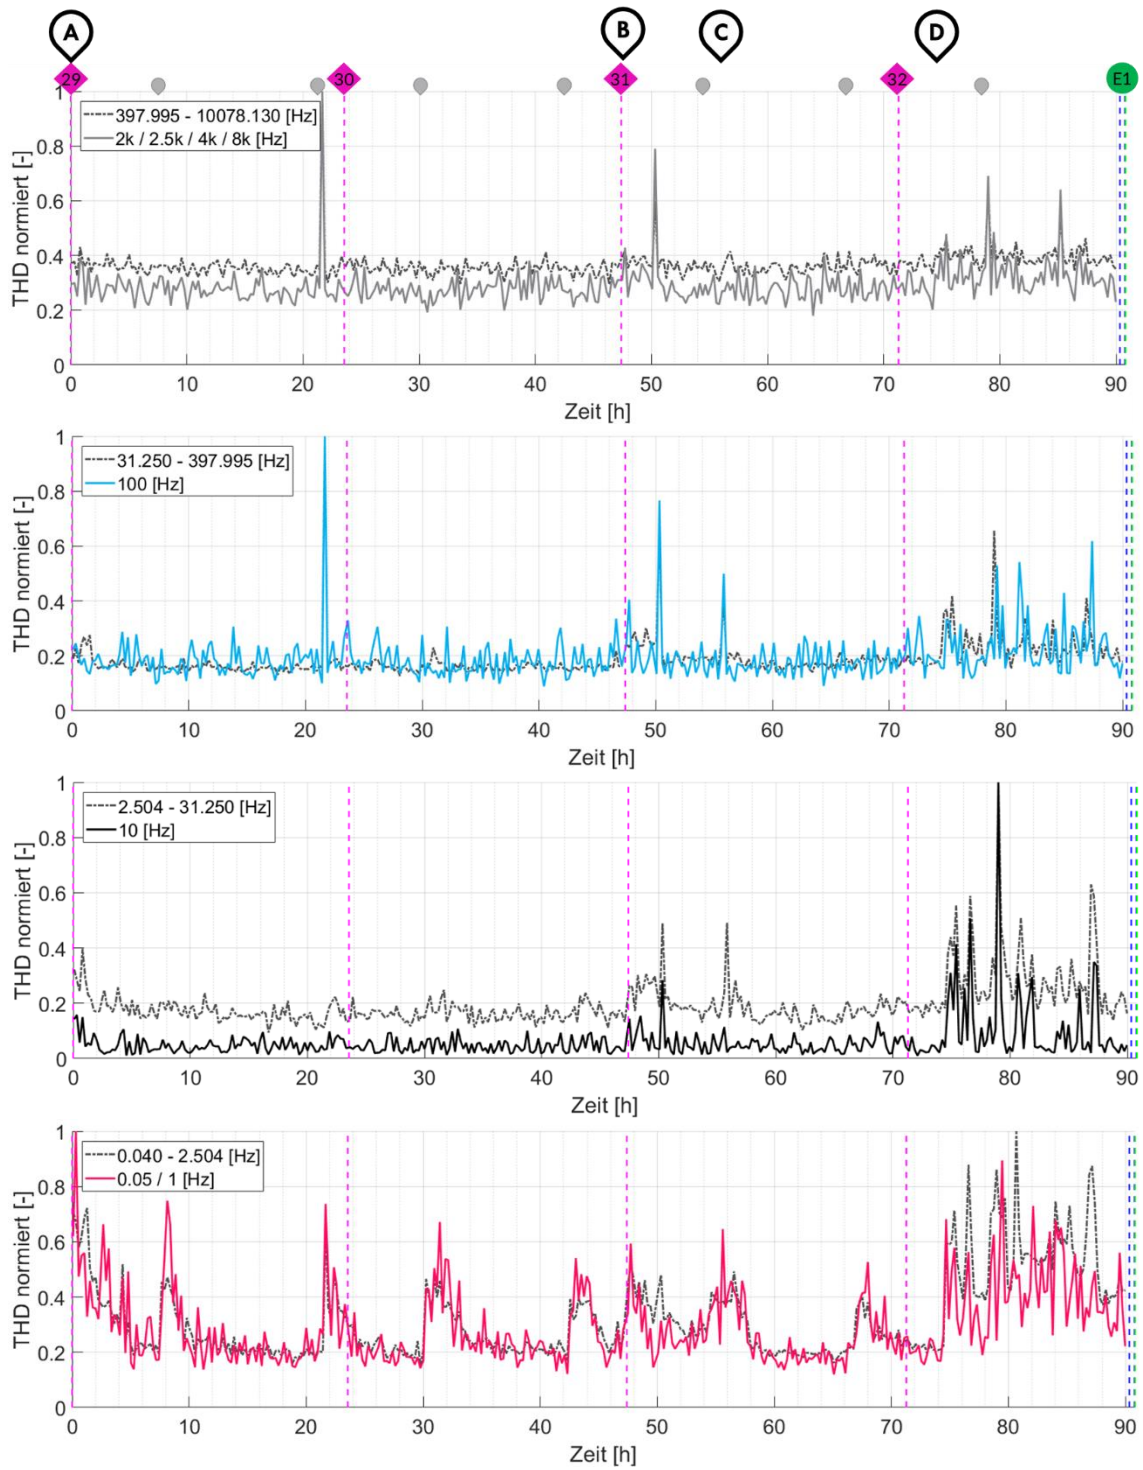 A B C D
29 30 31 32 E1
THD normiert [-]
1
397.995 - 10078.130 [Hz]
2k / 2.5k / 4k / 8k [Hz]
0.8
0.6
0.4
0.2
0
0 10 20 30 40 50 60 70 80 90
Zeit [h]
THD normiert [-]
1
31.250 - 397.995 [Hz]
100 [Hz]
0.8
0.6
0.4
0.2
0
0 10 20 30 40 50 60 70 80 90
Zeit [h]
THD normiert [-]
1
2.504 - 31.250 [Hz]
10 [Hz]
0.8
0.6
0.4
0.2
0
0 10 20 30 40 50 60 70 80 90
Zeit [h]
THD normiert [-]
1
0.040 - 2.504 [Hz]
0.05 / 1 [Hz]
0.8
0.6
0.4
0.2
0
0 10 20 30 40 50 60 70 80 90
Zeit [h]